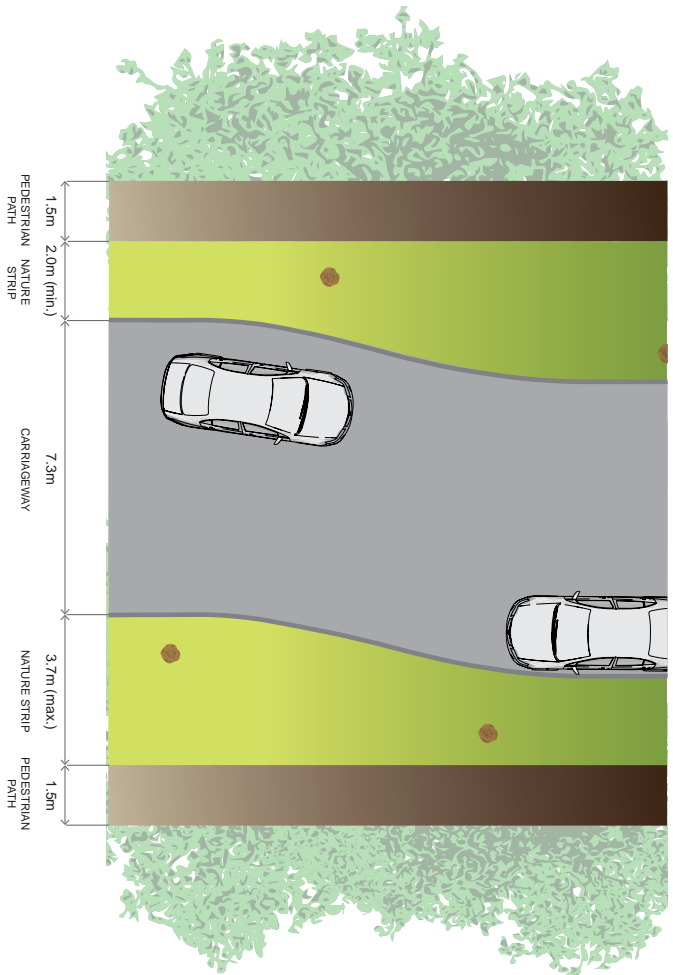 1.5m
PEDESTRIAN
PATH
2.0m (min.)
NATURE
STRIP
7.3m
CARRIAGEWAY
3.7m (max.)
NATURE STRIP
1.5m
PEDESTRIAN
PATH